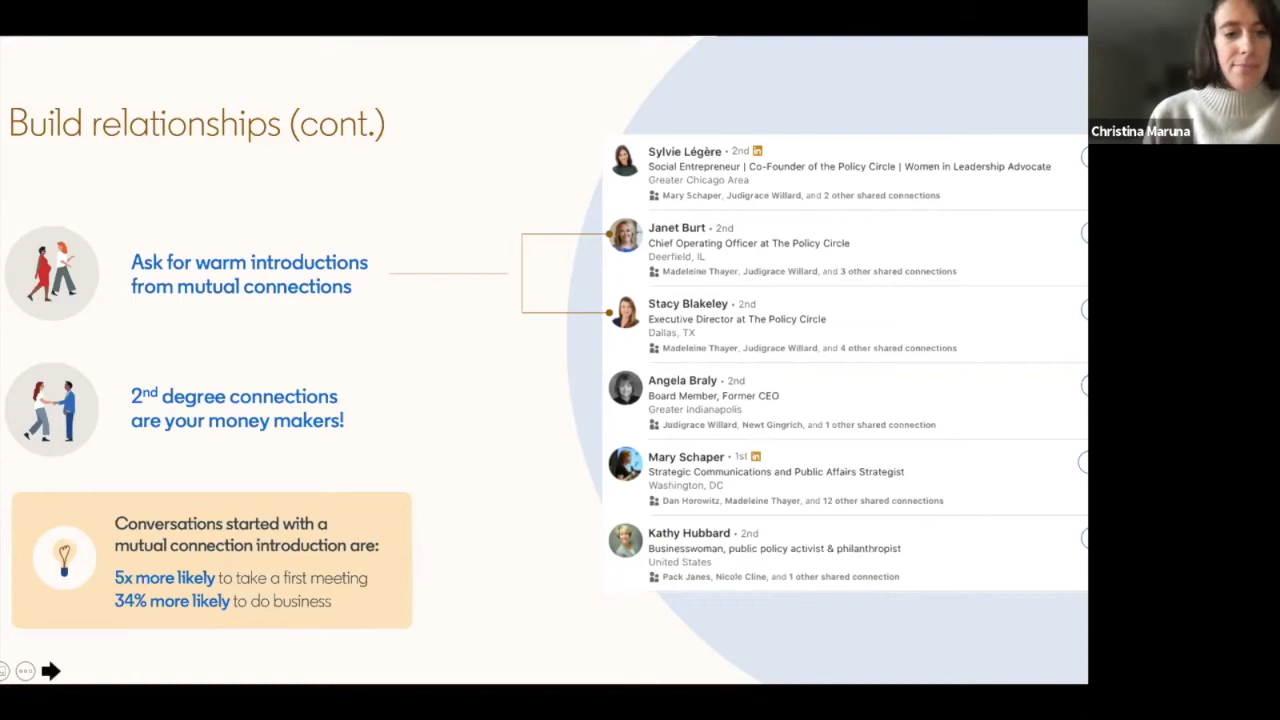 Build relationships (cont.)
Ask for warm introductions
from mutual connections
2nd degree connections
are your money makers!
Conversations started with a
mutual connection introduction are:
5x more likely to take a first meeting
34% more likely to do business
Sylvie Légère • 2nd in
Social Entrepreneur | Co-Founder of the Policy Circle | Women in Leadership Advocate
Greater Chicago Area
Mary Schaper, Judigrace Willard, and 2 other shared connections
Janet Burt • 2nd
Chief Operating Officer at The Policy Circle
Deerfield, IL
Madeleine Thayer, Judigrace Willard, and 3 other shared connections
Stacy Blakeley • 2nd
Executive Director at The Policy Circle
Dallas, TX
Madeleine Thayer, Judigrace Willard, and 4 other shared connections
Angela Braly • 2nd
Board Member, Former CEO
Greater Indianapolis
Judigrace Willard, Newt Gingrich, and 1 other shared connection
Mary Schaper • 1st in
Strategic Communications and Public Affairs Strategist
Washington, DC
Dan Horowitz, Madeleine Thayer, and 12 other shared connections
Kathy Hubbard • 2nd
Businesswoman, public policy activist & philanthropist
United States
Pack Janes, Nicole Cline, and 1 other shared connection
Christina Maruna